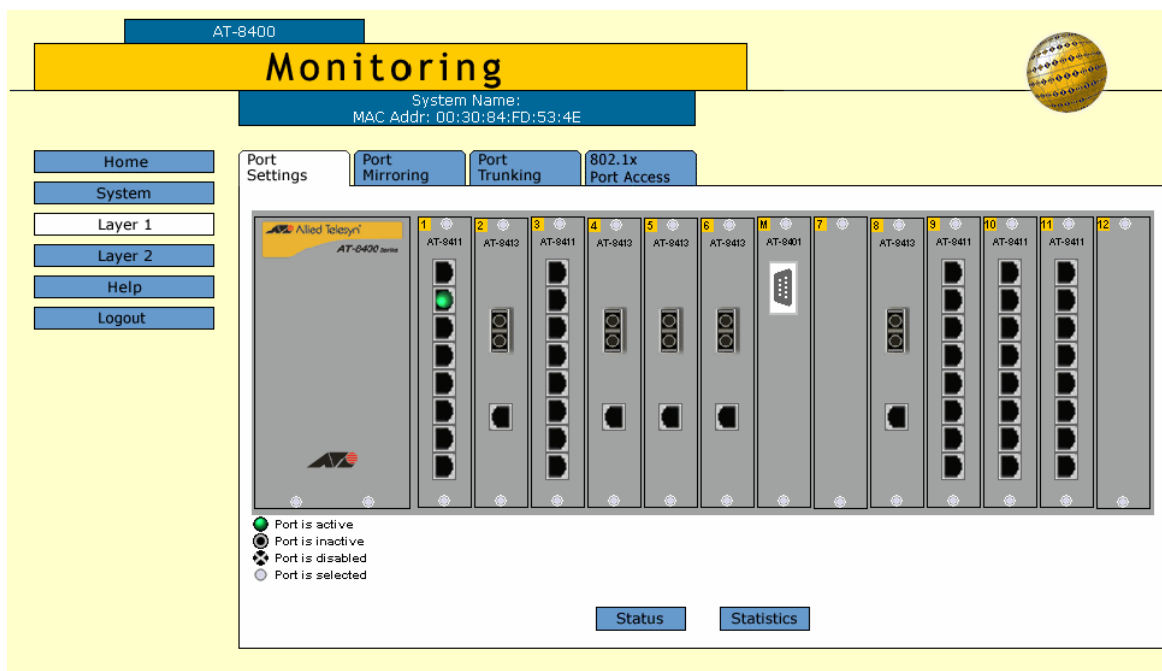 AT-8400
Monitoring
System Name:
MAC Addr: 00:30:84:FD:53:4E
Home
System
Layer 1
Layer 2
Help
Logout
Port Settings
Port Mirroring
Port Trunking
802.1x Port Access
Allied Telesyn
AT-8400 Series
1
AT-8411
2
AT-8413
3
AT-8411
4
AT-8413
5
AT-8413
6
AT-8413
M
AT-8401
7
8
AT-8413
9
AT-8411
10
AT-8411
11
AT-8411
12
Port is active
Port is inactive
Port is disabled
Port is selected
Status
Statistics